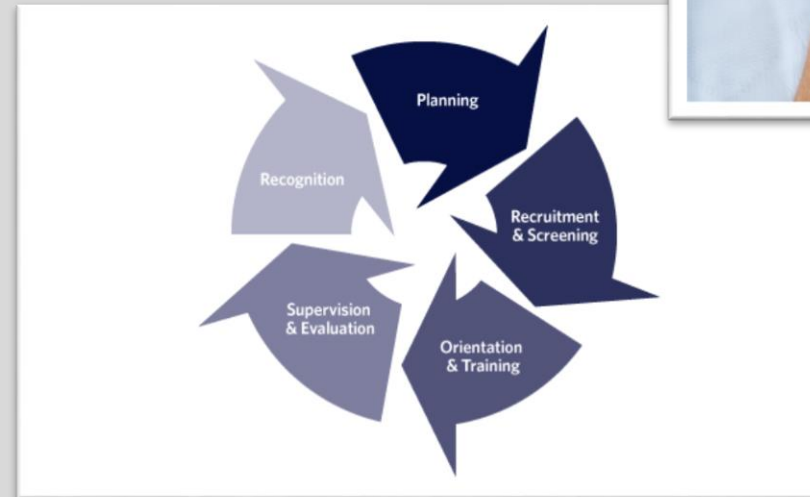 Planning
Recruitment
& Screening
Orientation
& Training
Supervision
& Evaluation
Recognition